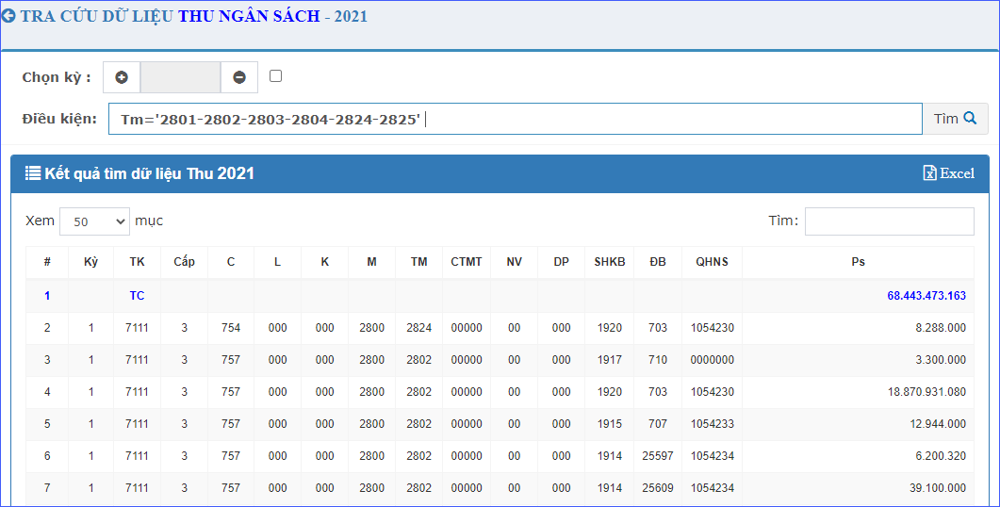 TRA CỨU DỮ LIỆU THU NGÂN SÁCH - 2021
Chọn kỳ :
Điều kiện: Tm='2801-2802-2803-2804-2824-2825' Tìm
Kết quả tìm dữ liệu Thu 2021 Excel
Xem 50 mục Tìm:
# Kỳ TK Cấp C L K M TM CTMT NV DP SHKB ĐB QHNS Ps
1 TC 68.443.473.163
2 1 7111 3 754 000 000 2800 2824 00000 00 000 1920 703 1054230 8.288.000
3 1 7111 3 757 000 000 2800 2802 00000 00 000 1917 710 0000000 3.300.000
4 1 7111 3 757 000 000 2800 2802 00000 00 000 1920 703 1054230 18.870.931.080
5 1 7111 3 757 000 000 2800 2802 00000 00 000 1915 707 1054233 12.944.000
6 1 7111 3 757 000 000 2800 2802 00000 00 000 1914 25597 1054234 6.200.320
7 1 7111 3 757 000 000 2800 2802 00000 00 000 1914 25609 1054234 39.100.000